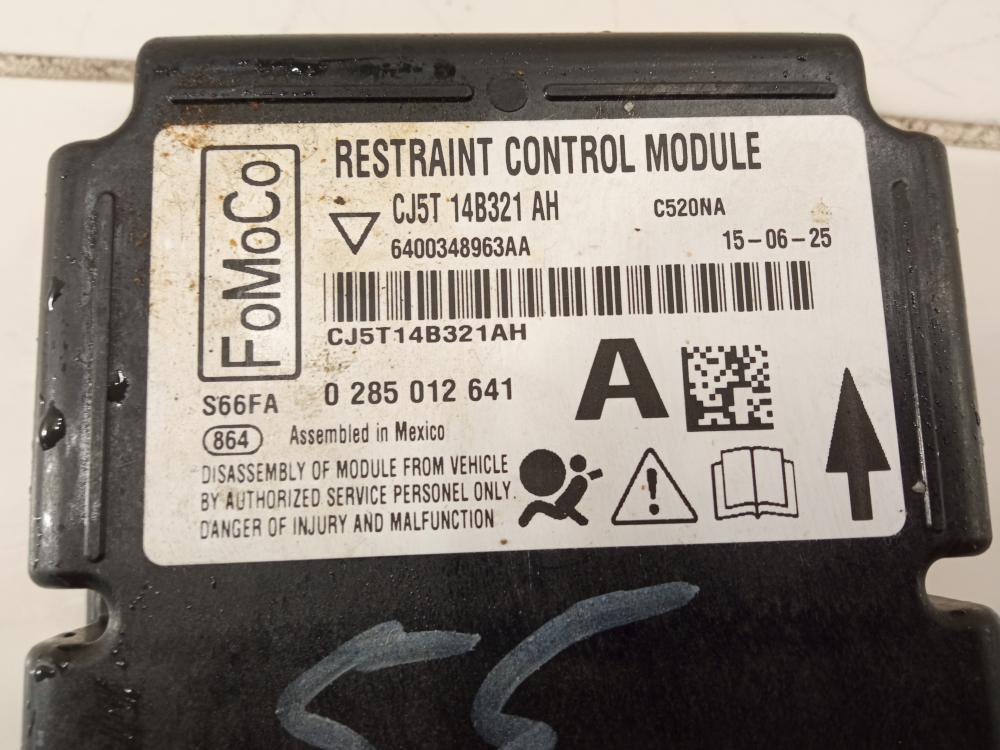 FoMoCo
RESTRAINT CONTROL MODULE
CJ5T 14B321 AH
C520NA
6400348963AA
15-06-25
CJ5T14B321AH
A
S66FA
0 285 012 641
864
Assembled in Mexico
DISASSEMBLY OF MODULE FROM VEHICLE
BY AUTHORIZED SERVICE PERSONEL ONLY.
DANGER OF INJURY AND MALFUNCTION